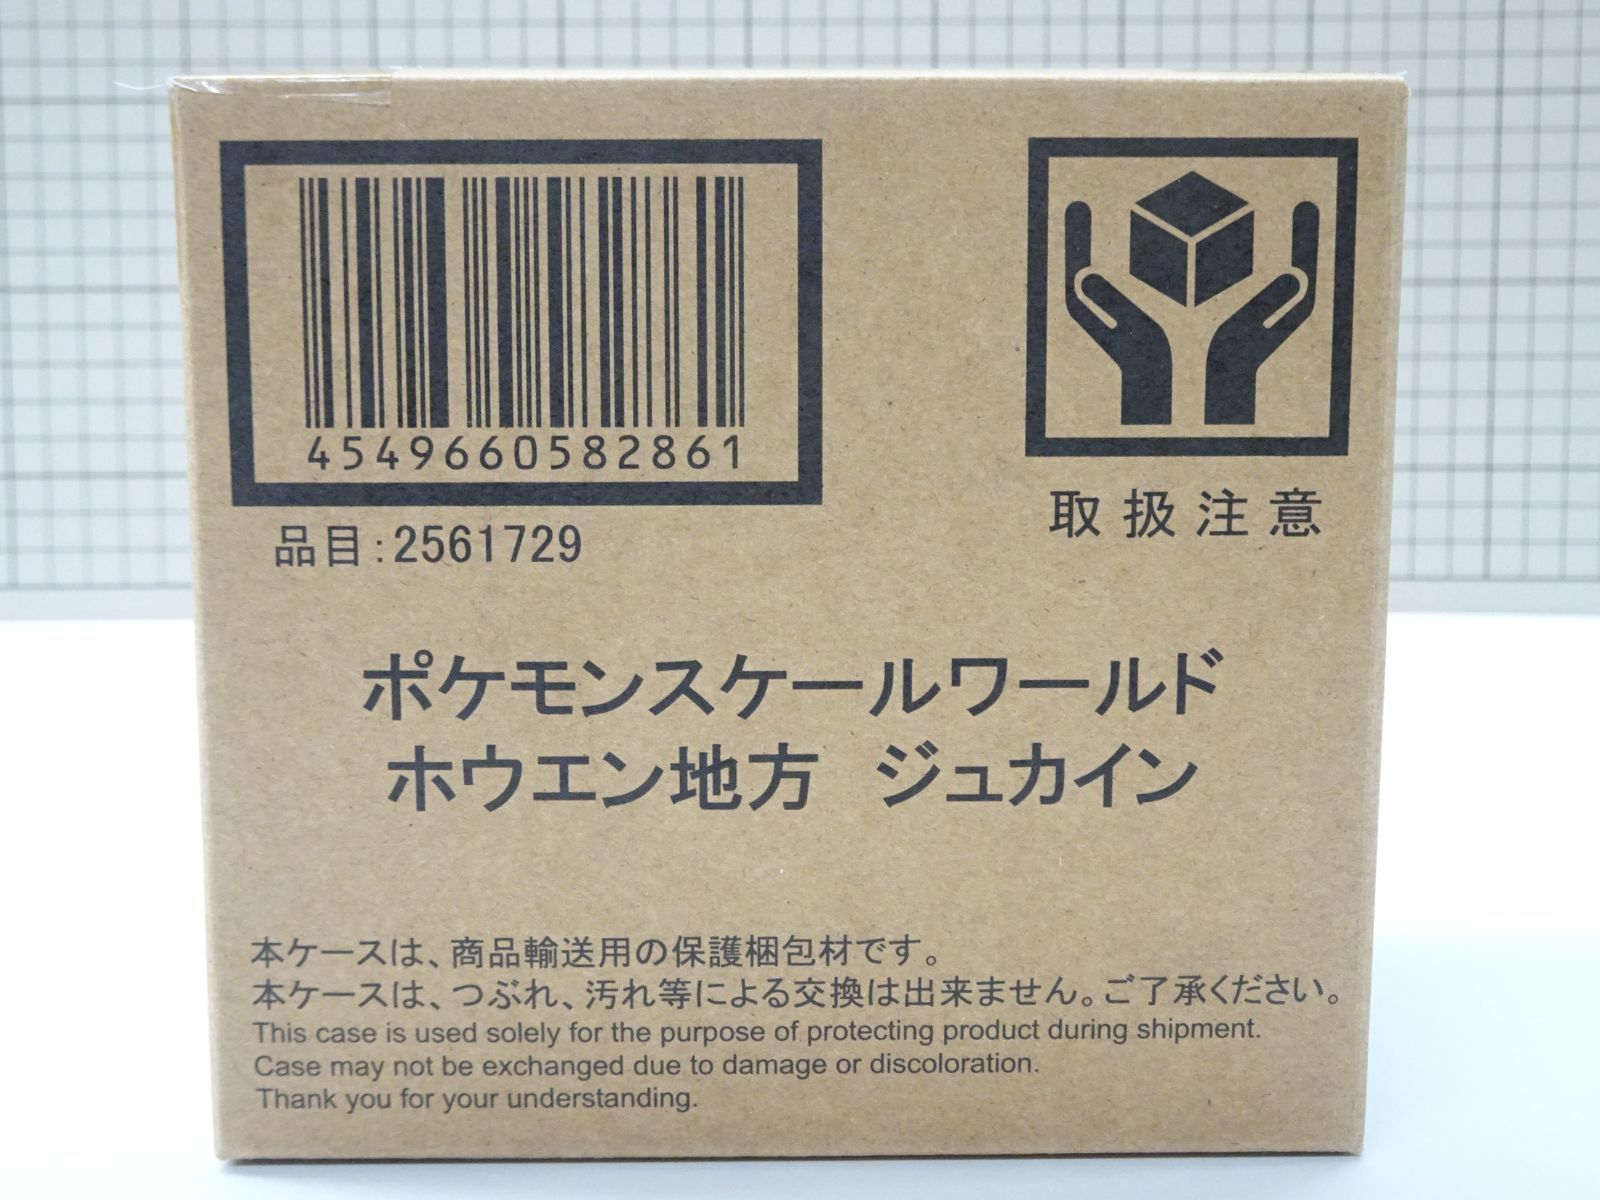 4549660582861
品目:2561729
取扱注意
ポケモンスケールワールド
ホウエン地方　ジュカイン
本ケースは、商品輸送用の保護梱包材です。
本ケースは、つぶれ、汚れ等による交換は出来ません。ご了承ください。
This case is used solely for the purpose of protecting product during shipment.
Case may not be exchanged due to damage or discoloration.
Thank you for your understanding.